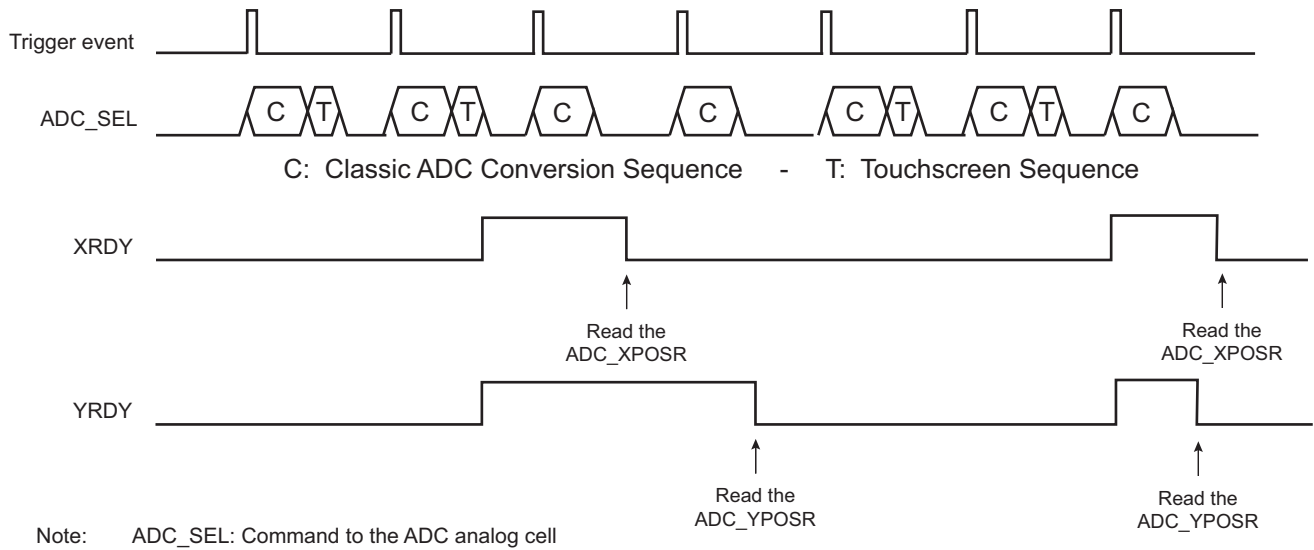 Trigger event
ADC_SEL
C T C T C C C T C T C
C: Classic ADC Conversion Sequence - T: Touchscreen Sequence
XRDY
Read the
ADC_XPOSR
Read the
ADC_XPOSR
YRDY
Read the
ADC_YPOSR
Read the
ADC_YPOSR
Note: ADC_SEL: Command to the ADC analog cell